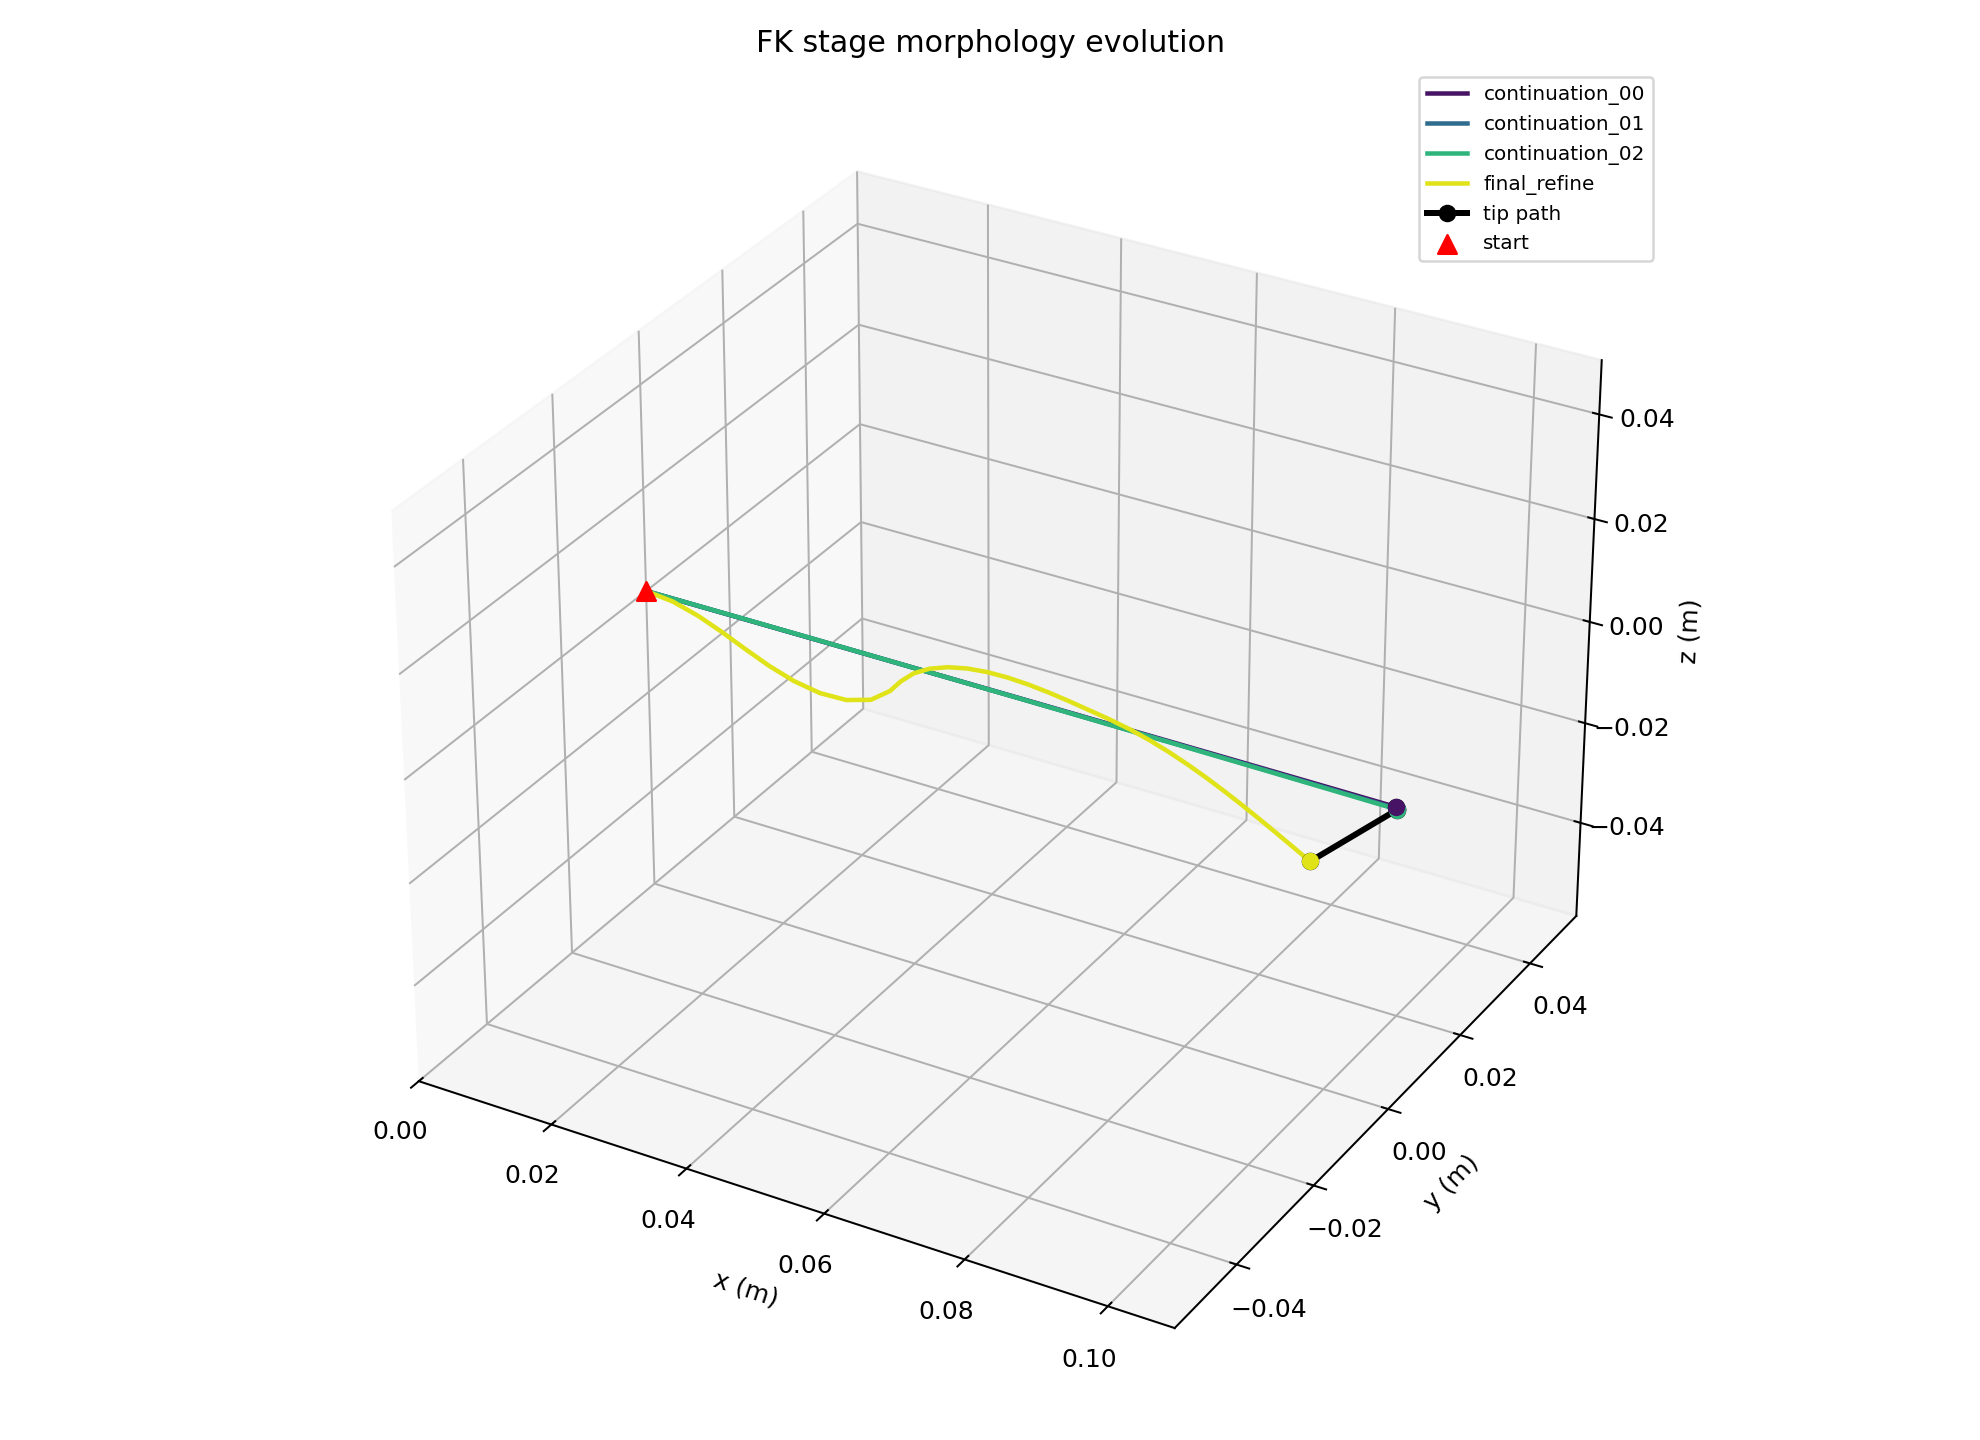 FK stage morphology evolution
continuation_00
continuation_01
continuation_02
final_refine
tip path
start
0.04
0.02
0.00
−0.02
−0.04
z (m)
0.04
0.02
0.00
−0.02
−0.04
y (m)
0.00
0.02
0.04
0.06
0.08
0.10
x (m)